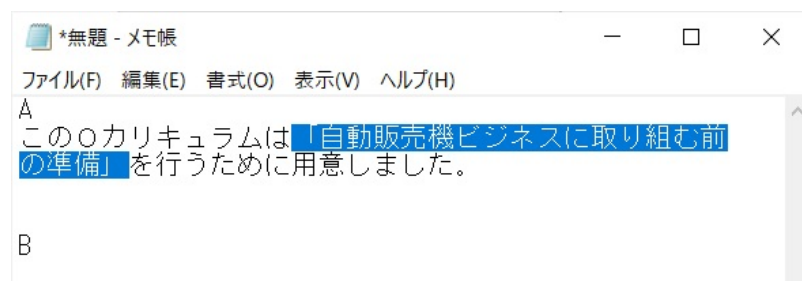 *無題 - メモ帳
ファイル(F) 編集(E) 書式(O) 表示(V) ヘルプ(H)
A
このOカリキュラムは「自動販売機ビジネスに取り組む前
の準備」を行うために用意しました。
B